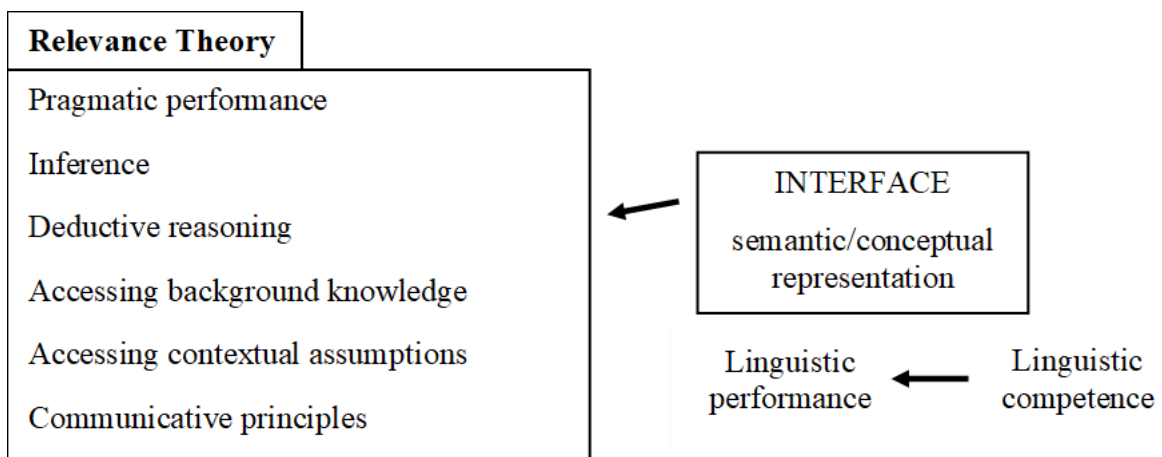 Relevance Theory
Pragmatic performance
Inference
Deductive reasoning
Accessing background knowledge
Accessing contextual assumptions
Communicative principles
INTERFACE
semantic/conceptual
representation
Linguistic
performance
Linguistic
competence